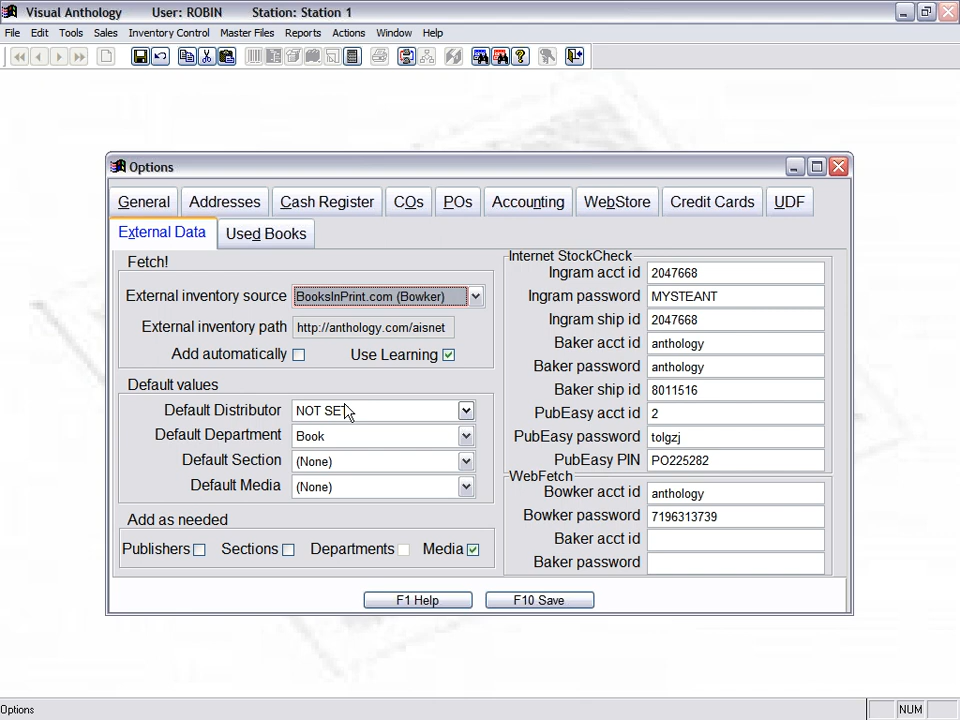 Visual Anthology User: ROBIN Station: Station 1
File Edit Tools Sales Inventory Control Master Files Reports Actions Window Help
Options
General Addresses Cash Register COs POs Accounting WebStore Credit Cards UDF
External Data Used Books
Fetch!
External inventory source BooksInPrint.com (Bowker)
External inventory path http://anthology.com/aisnet
Add automatically Use Learning
Default values
Default Distributor NOT SET
Default Department Book
Default Section (None)
Default Media (None)
Add as needed
Publishers Sections Departments Media
Internet StockCheck
Ingram acct id 2047668
Ingram password MYSTEANT
Ingram ship id 2047668
Baker acct id anthology
Baker password anthology
Baker ship id 8011516
PubEasy acct id 2
PubEasy password tolgzj
PubEasy PIN PO225282
WebFetch
Bowker acct id anthology
Bowker password 7196313739
Baker acct id
Baker password
F1 Help F10 Save
Options NUM